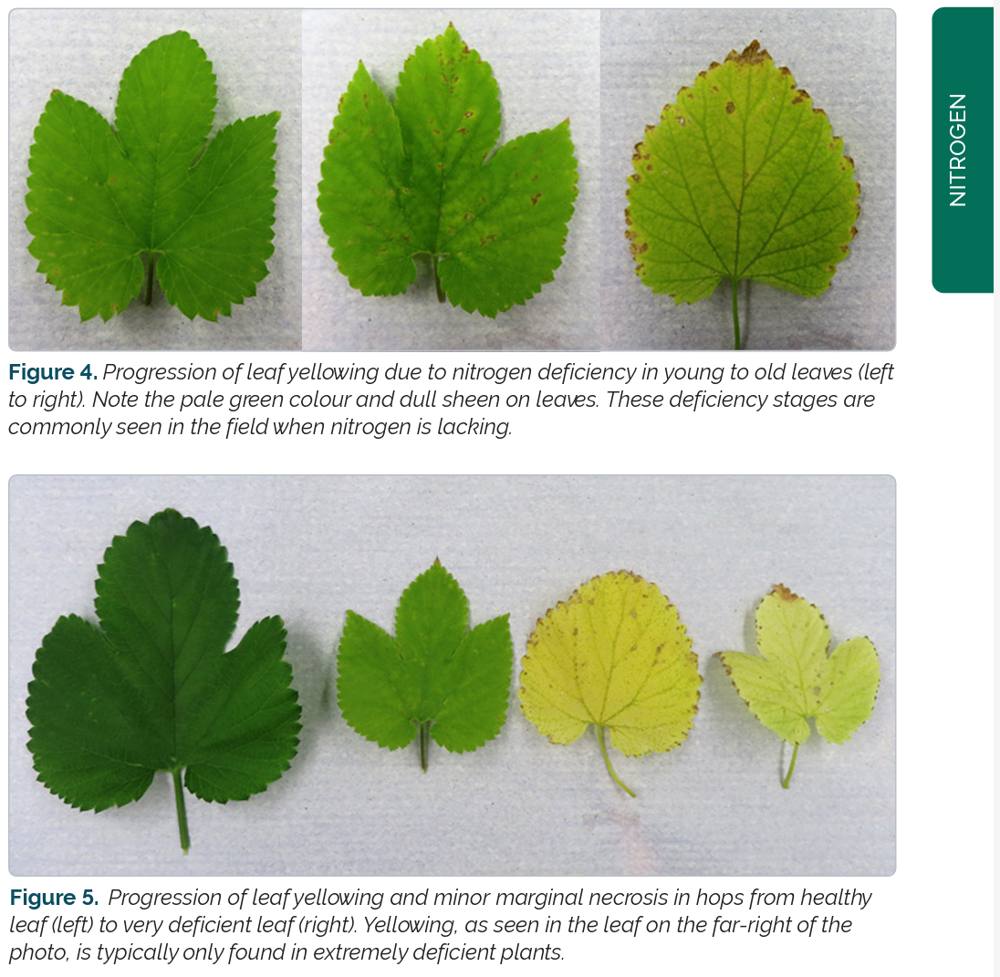 NITROGEN
Figure 4. Progression of leaf yellowing due to nitrogen deficiency in young to old leaves (left
to right). Note the pale green colour and dull sheen on leaves. These deficiency stages are
commonly seen in the field when nitrogen is lacking.
Figure 5. Progression of leaf yellowing and minor marginal necrosis in hops from healthy
leaf (left) to very deficient leaf (right). Yellowing, as seen in the leaf on the far-right of the
photo, is typically only found in extremely deficient plants.